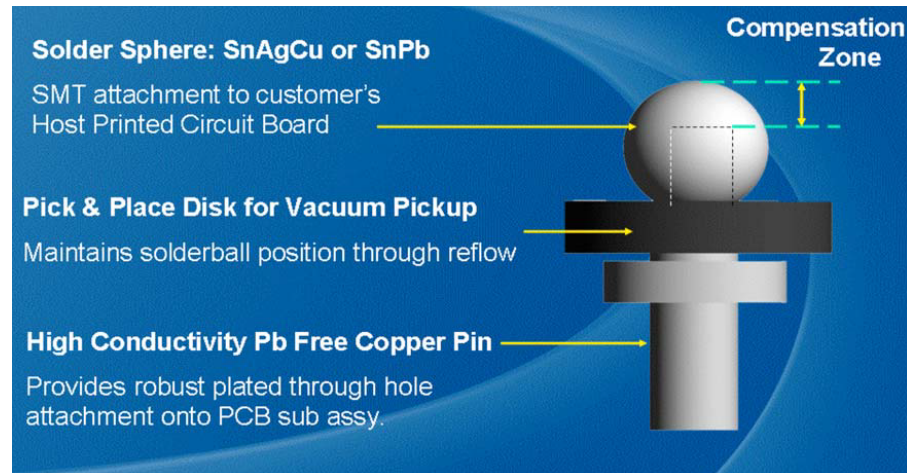 Solder Sphere: SnAgCu or SnPb
SMT attachment to customer's
Host Printed Circuit Board
Compensation
Zone
Pick & Place Disk for Vacuum Pickup
Maintains solderball position through reflow
High Conductivity Pb Free Copper Pin
Provides robust plated through hole
attachment onto PCB sub assy.